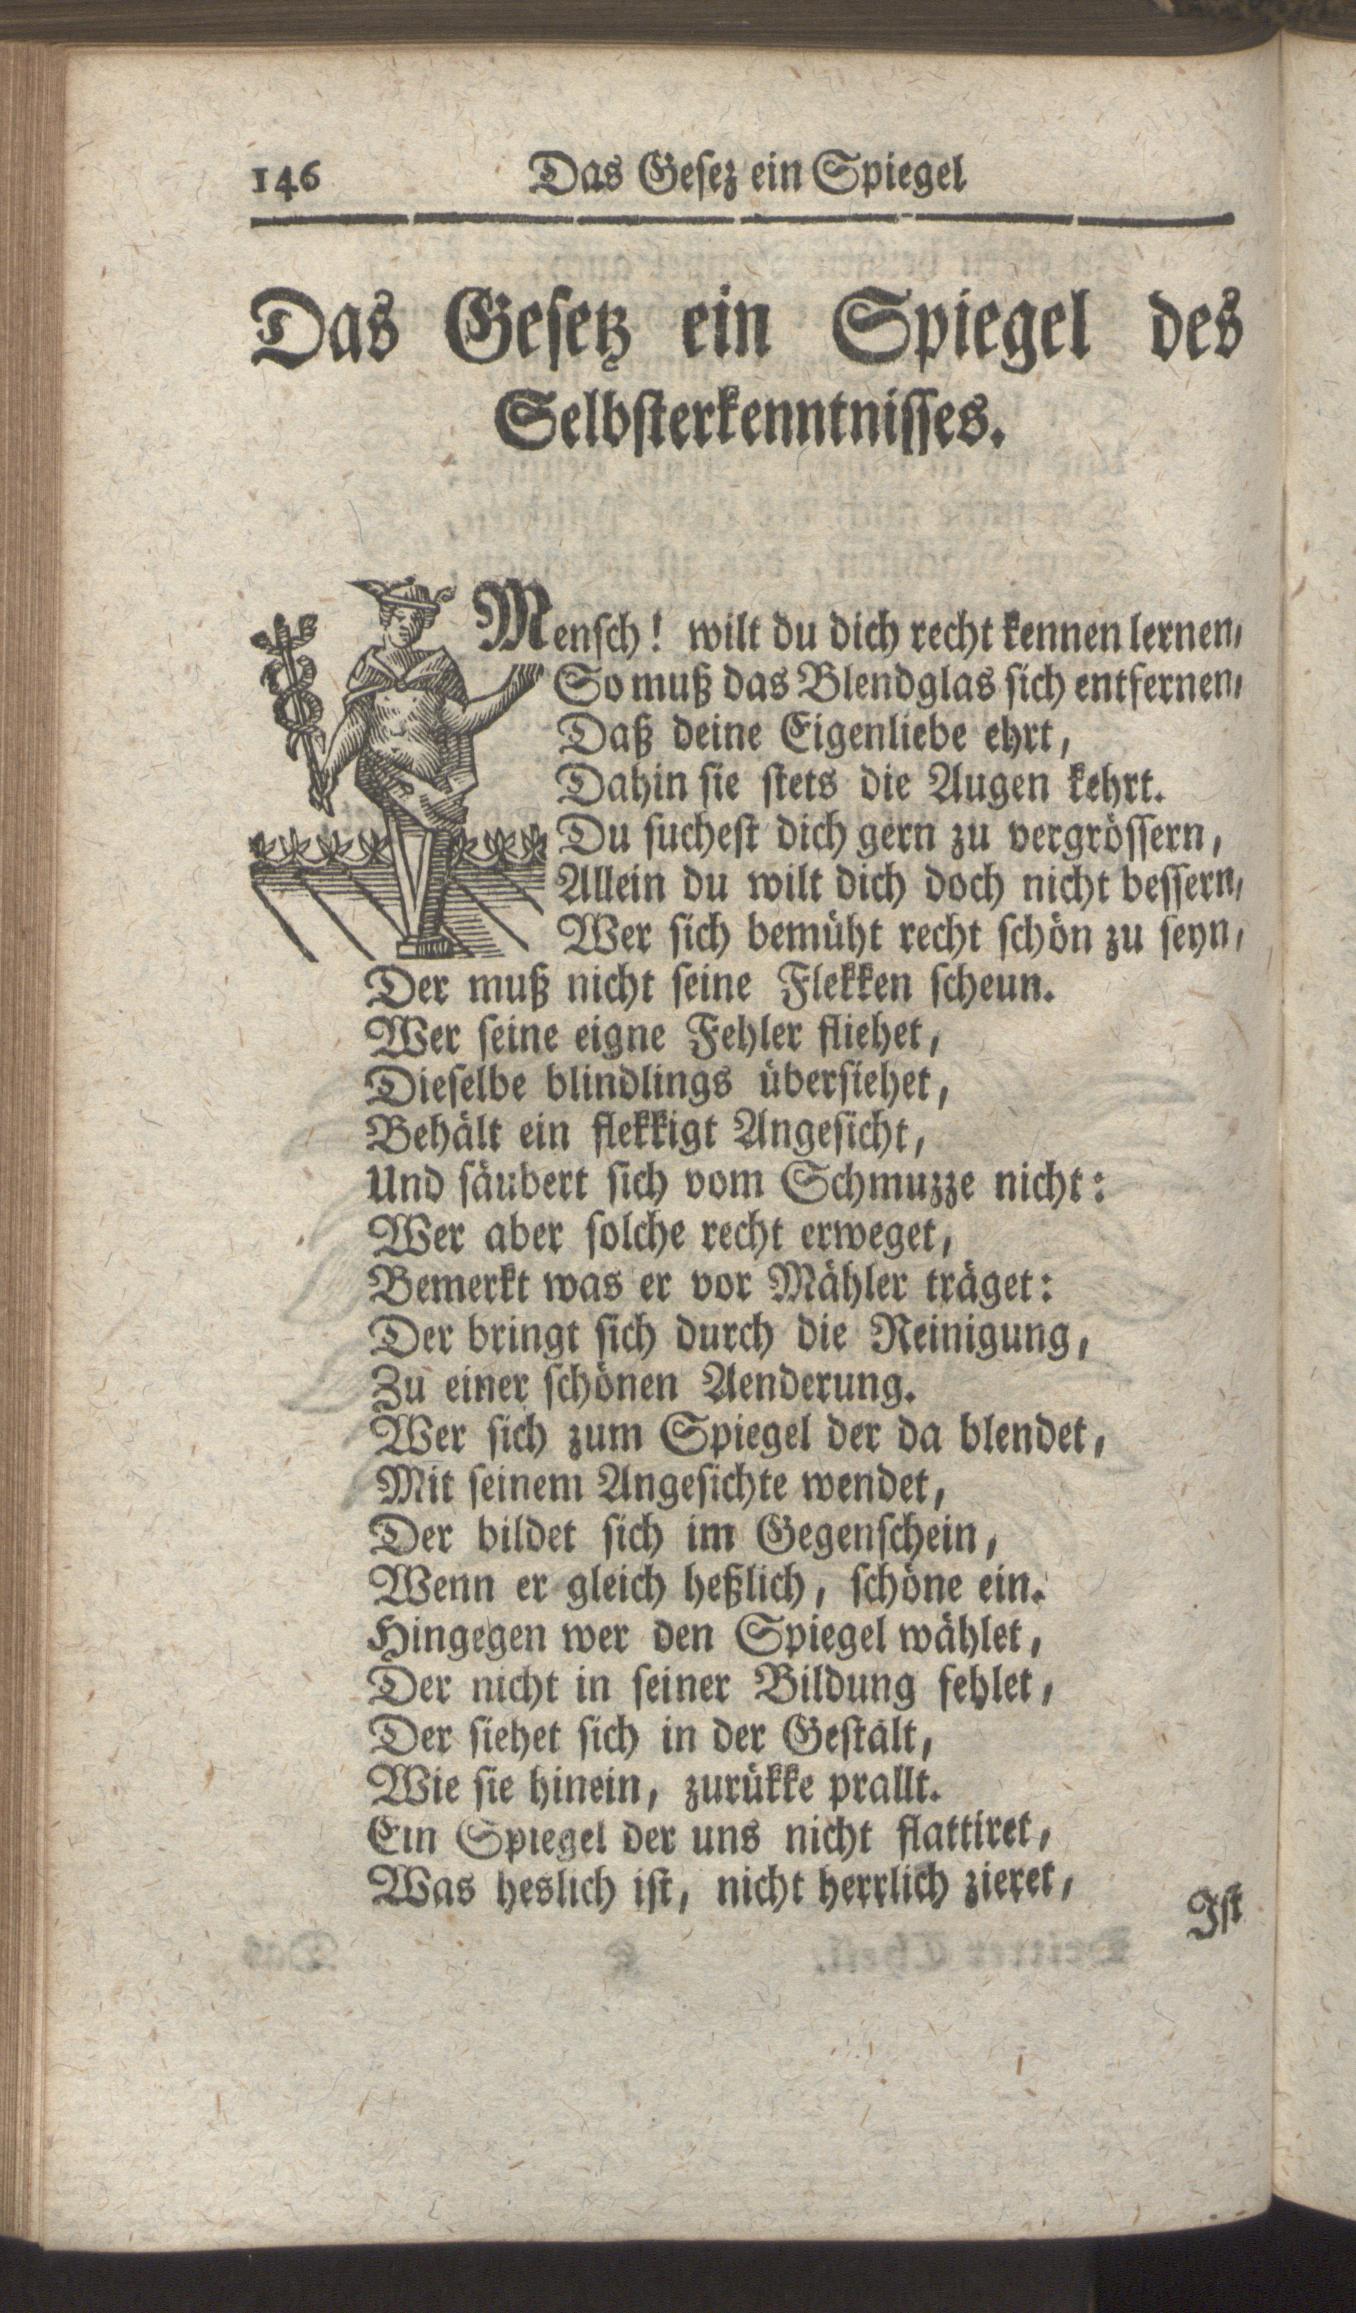 146 Das Gesez ein Spiegel
Das Gesetz ein Spiegel des
Selbsterkenntnisses.
Mensch! wilt du dich recht kennen lernen,
So muß das Blendglas sich entfernen,
Daß deine Eigenliebe ehrt,
Dahin sie stets die Augen kehrt.
Du suchest dich gern zu vergrössern,
Allein du wilt dich doch nicht bessern,
Wer sich bemüht recht schön zu seyn,
Der muß nicht seine Flekken scheun.
Wer seine eigne Fehler fliehet,
Dieselbe blindlings übersiehet,
Behält ein flekkigt Angesicht,
Und säubert sich vom Schmuzze nicht:
Wer aber solche recht erweget,
Bemerkt was er vor Mähler träget:
Der bringt sich durch die Reinigung,
Zu einer schönen Aenderung.
Wer sich zum Spiegel der da blendet,
Mit seinem Angesichte wendet,
Der bildet sich im Gegenschein,
Wenn er gleich heßlich, schöne ein.
Hingegen wer den Spiegel wählet,
Der nicht in seiner Bildung fehlet,
Der siehet sich in der Gestalt,
Wie sie hinein, zurükke prallt.
Ein Spiegel der uns nicht flattiret,
Was heslich ist, nicht herrlich zieret,
Ist